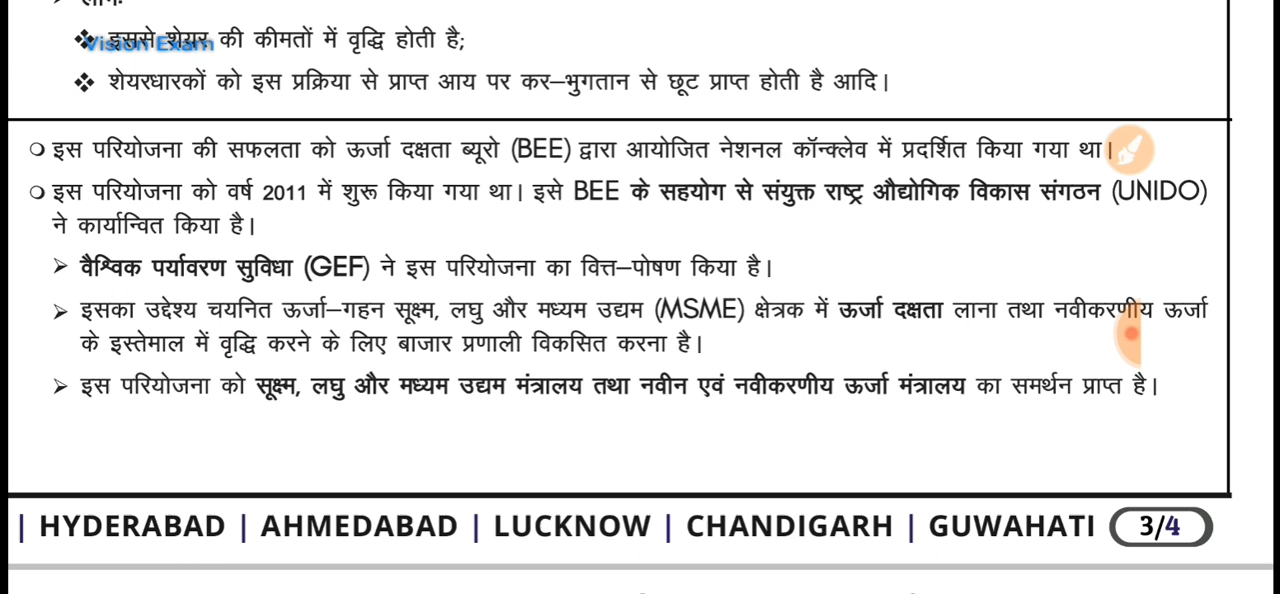 ❖ इससे शेयर की कीमतों में वृद्धि होती है;
Vision Exam
❖ शेयरधारकों को इस प्रक्रिया से प्राप्त आय पर कर–भुगतान से छूट प्राप्त होती है आदि।
○ इस परियोजना की सफलता को ऊर्जा दक्षता ब्यूरो (BEE) द्वारा आयोजित नेशनल कॉन्क्लेव में प्रदर्शित किया गया था।
○ इस परियोजना को वर्ष 2011 में शुरू किया गया था। इसे BEE के सहयोग से संयुक्त राष्ट्र औद्योगिक विकास संगठन (UNIDO)
ने कार्यान्वित किया है।
➢ वैश्विक पर्यावरण सुविधा (GEF) ने इस परियोजना का वित्त–पोषण किया है।
➢ इसका उद्देश्य चयनित ऊर्जा–गहन सूक्ष्म, लघु और मध्यम उद्यम (MSME) क्षेत्रक में ऊर्जा दक्षता लाना तथा नवीकरणीय ऊर्जा
के इस्तेमाल में वृद्धि करने के लिए बाजार प्रणाली विकसित करना है।
➢ इस परियोजना को सूक्ष्म, लघु और मध्यम उद्यम मंत्रालय तथा नवीन एवं नवीकरणीय ऊर्जा मंत्रालय का समर्थन प्राप्त है।
| HYDERABAD | AHMEDABAD | LUCKNOW | CHANDIGARH | GUWAHATI 3/4